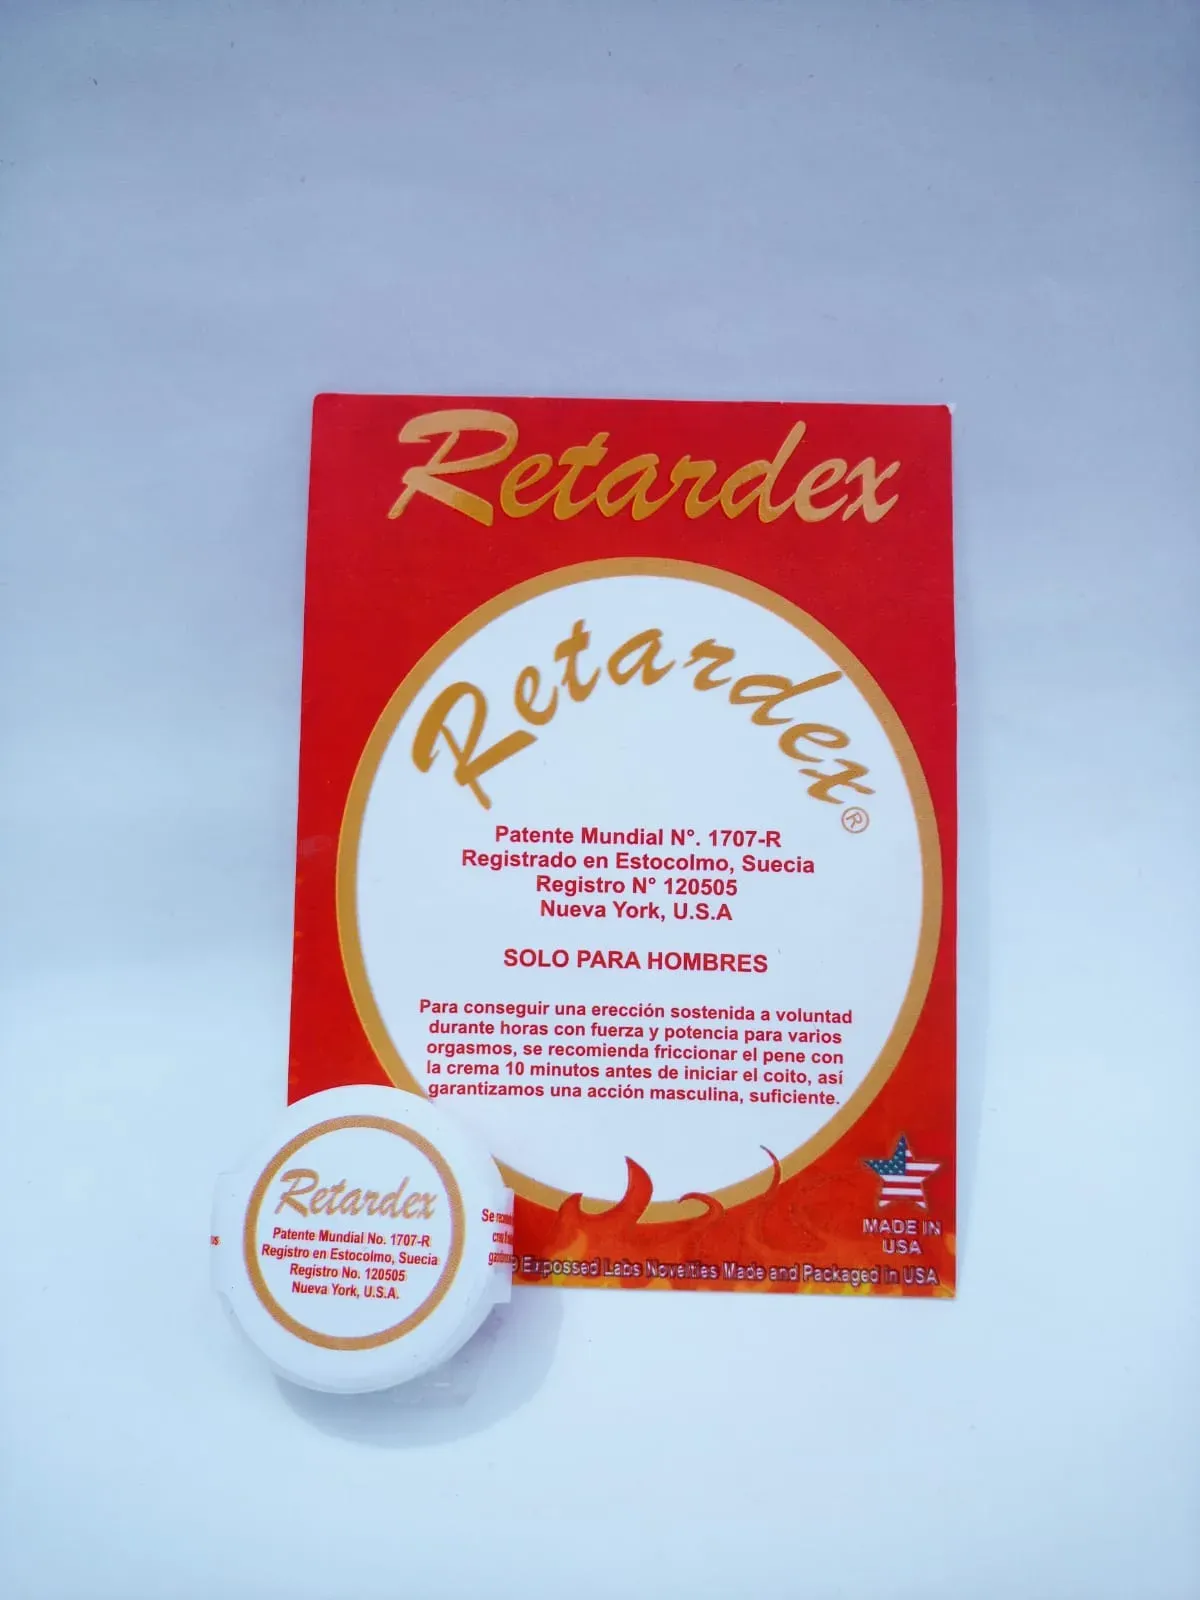 Retardex
Retardex®
Patente Mundial N°. 1707-R
Registrado en Estocolmo, Suecia
Registro N° 120505
Nueva York, U.S.A
SOLO PARA HOMBRES
Para conseguir una erección sostenida a voluntad
durante horas con fuerza y potencia para varios
orgasmos, se recomienda friccionar el pene con
la crema 10 minutos antes de iniciar el coito, así
garantizamos una acción masculina, suficiente.
MADE IN
USA
Expossed Labs Novelties Made and Packaged in USA
Retardex
Patente Mundial No. 1707-R
Registro en Estocolmo, Suecia
Registro No. 120505
Nueva York, U.S.A.
Se